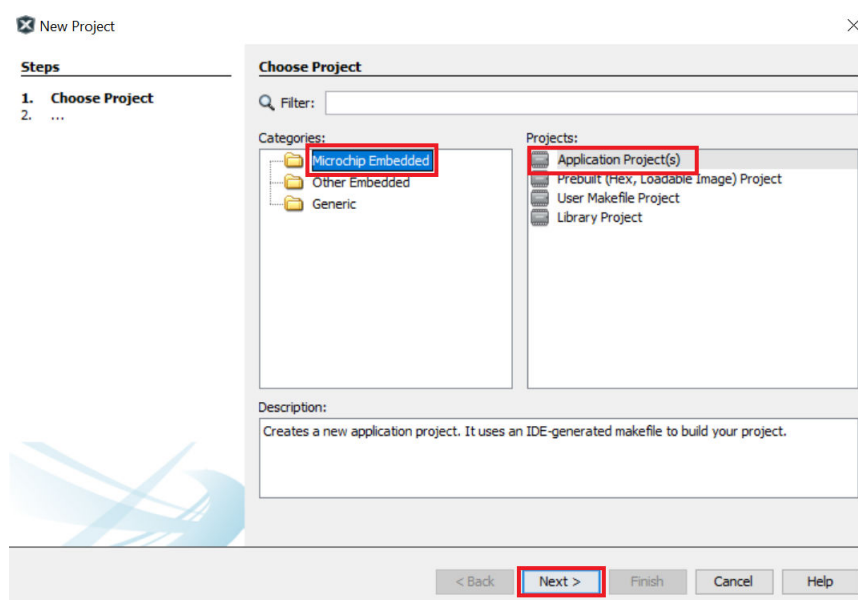 New Project
Steps
1. Choose Project
2. ...
Choose Project
Filter:
Categories:
Microchip Embedded
Other Embedded
Generic
Projects:
Application Project(s)
Prebuilt (Hex, Loadable Image) Project
User Makefile Project
Library Project
Description:
Creates a new application project. It uses an IDE-generated makefile to build your project.
< Back Next > Finish Cancel Help